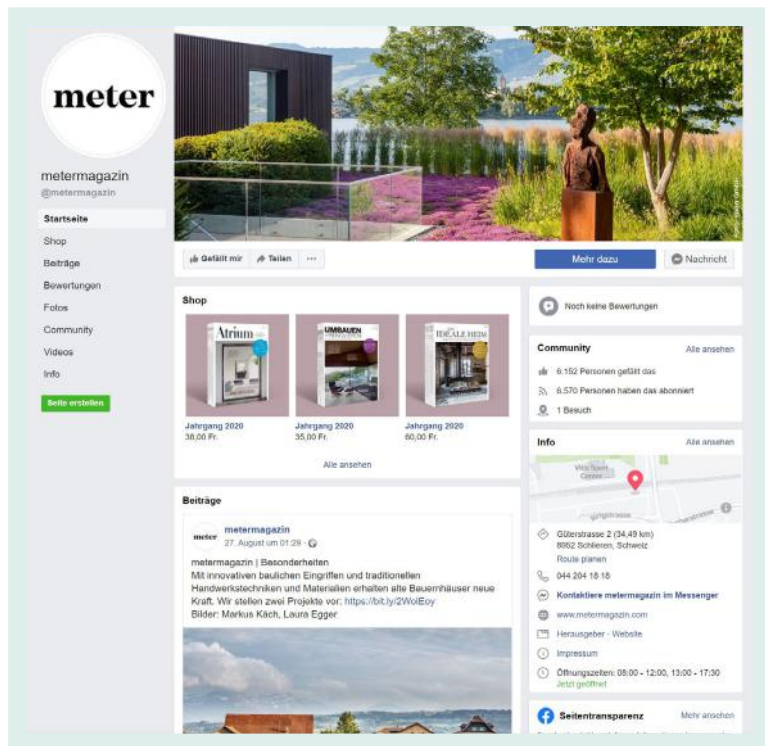 meter
metermagazin
@metermagazin
Startseite
Shop
Beiträge
Bewertungen
Fotos
Community
Videos
Info
Seite erstellen
Gefällt mir
Teilen
...
Mehr dazu
Nachricht
Shop
Atrium
UMBAUEN
IDEALE HEIM
Jahrgang 2020
38,00 Fr.
Jahrgang 2020
35,00 Fr.
Jahrgang 2020
60,00 Fr.
Alle ansehen
Beiträge
meter
metermagazin
27. August um 01:29 ·
metermagazin | Besonderheiten
Mit innovativen baulichen Eingriffen und traditionellen
Handwerkstechniken und Materialien erhalten alte Bauernhäuser neue
Kraft. Wir stellen zwei Projekte vor: https://bit.ly/2WoIEoy
Bilder: Markus Käch, Laura Egger
Noch keine Bewertungen
Community
Alle ansehen
6.152 Personen gefällt das
6.570 Personen haben das abonniert
1 Besuch
Info
Alle ansehen
Center
Güterstrasse 2 (34,49 km)
8952 Schlieren, Schweiz
Route planen
044 204 18 18
Kontaktiere metermagazin im Messenger
www.metermagazin.com
Herausgeber · Website
Impressum
Öffnungszeiten: 08:00 - 12:00, 13:00 - 17:30
Jetzt geöffnet
Seitentransparenz
Mehr ansehen